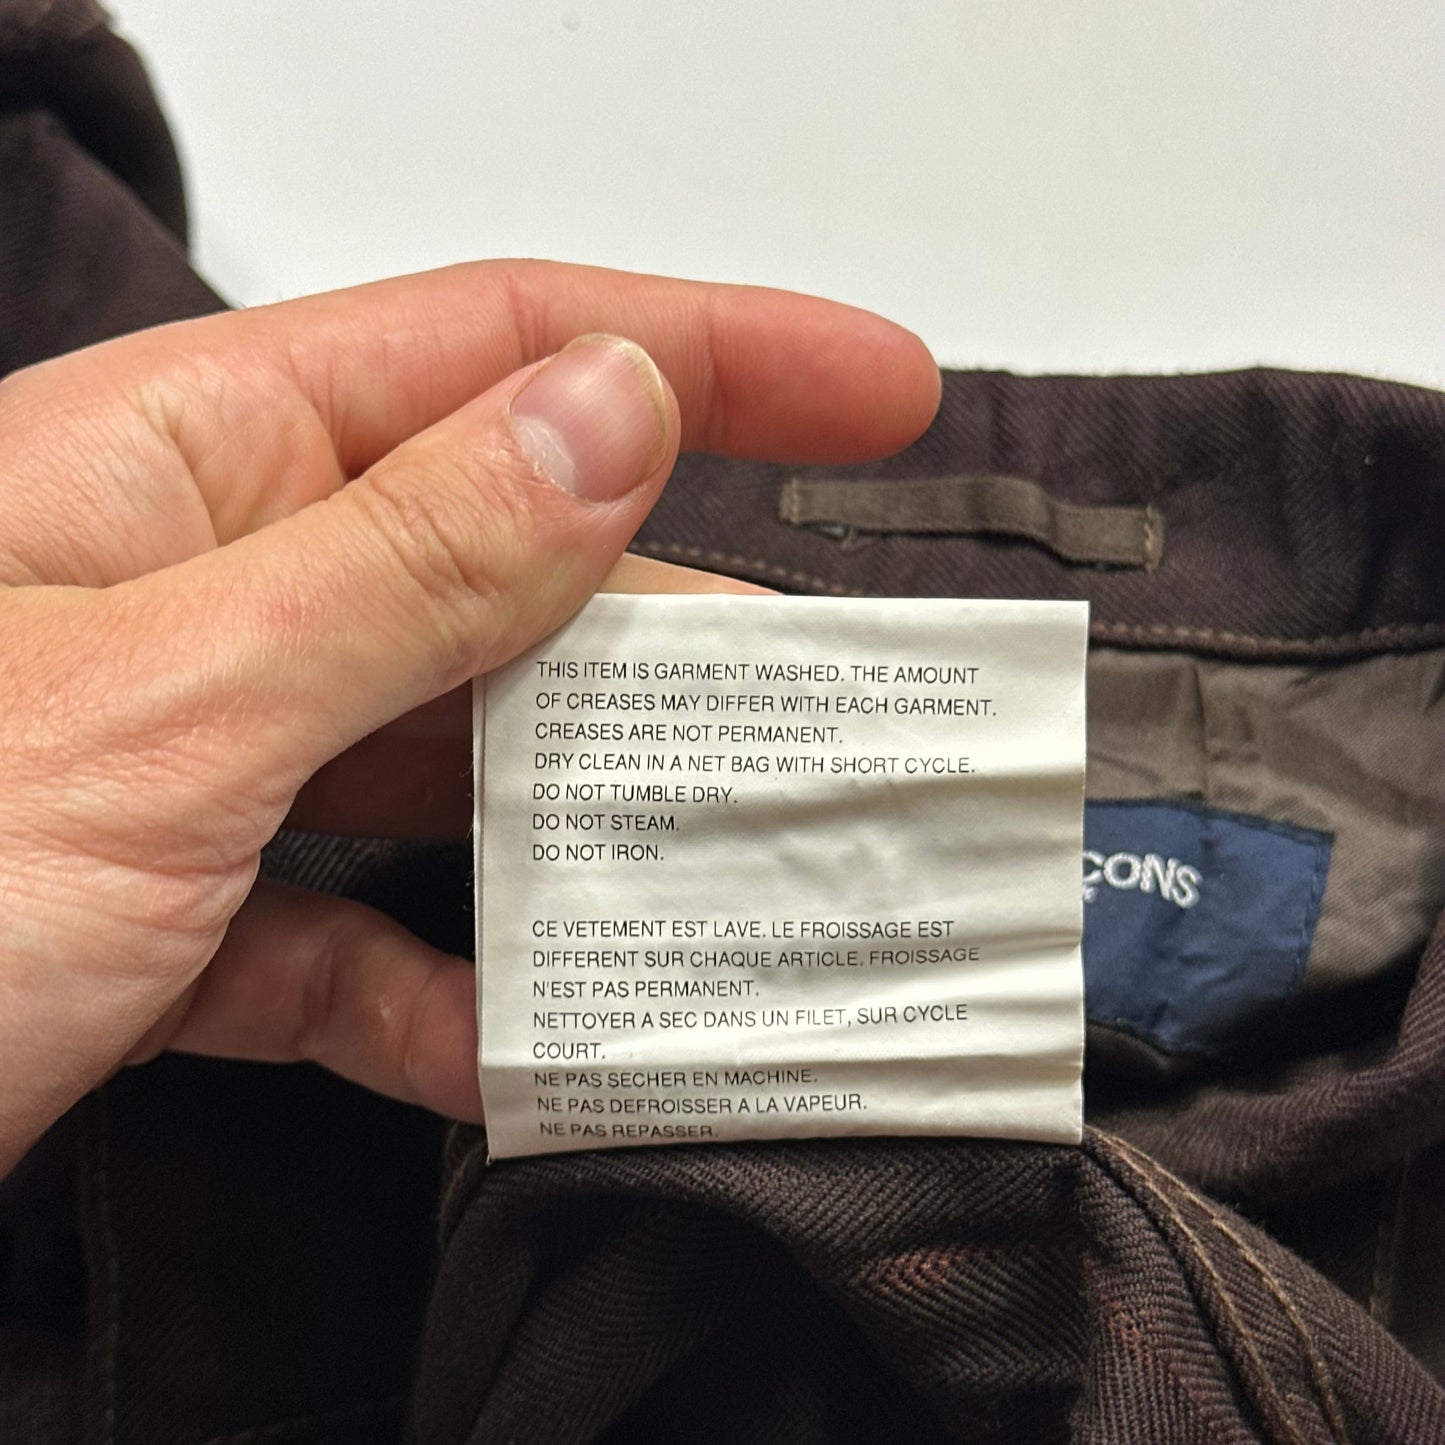 THIS ITEM IS GARMENT WASHED. THE AMOUNT
OF CREASES MAY DIFFER WITH EACH GARMENT.
CREASES ARE NOT PERMANENT.
DRY CLEAN IN A NET BAG WITH SHORT CYCLE.
DO NOT TUMBLE DRY.
DO NOT STEAM.
DO NOT IRON.
CE VETEMENT EST LAVE. LE FROISSAGE EST
DIFFERENT SUR CHAQUE ARTICLE. FROISSAGE
N'EST PAS PERMANENT.
NETTOYER A SEC DANS UN FILET, SUR CYCLE
COURT.
NE PAS SECHER EN MACHINE.
NE PAS DEFROISSER A LA VAPEUR.
NE PAS REPASSER.
ÇONS